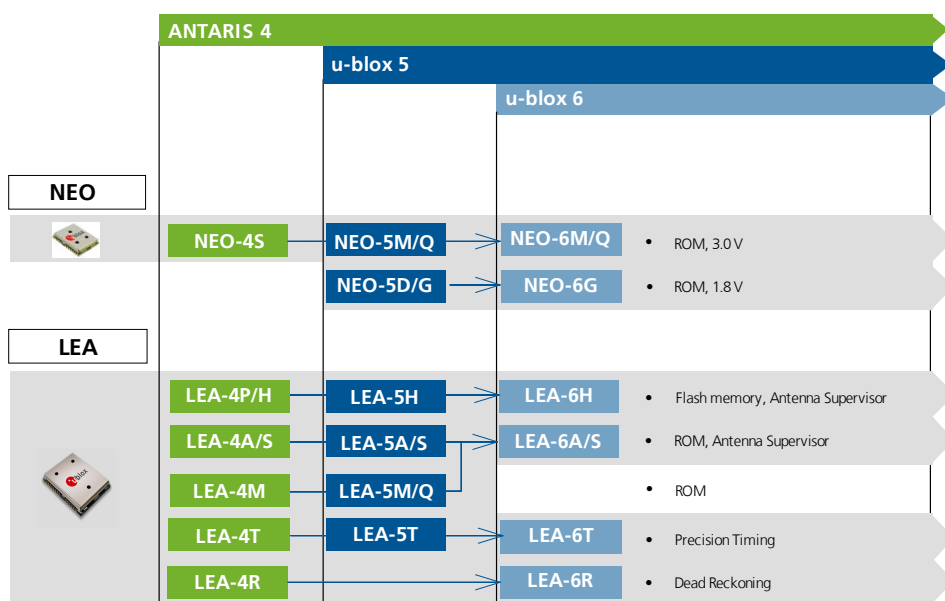 ANTARIS 4
u-blox 5
u-blox 6
NEO
NEO-4S NEO-5M/Q NEO-6M/Q • ROM, 3.0 V
NEO-5D/G NEO-6G • ROM, 1.8 V
LEA
LEA-4P/H LEA-5H LEA-6H • Flash memory, Antenna Supervisor
LEA-4A/S LEA-5A/S LEA-6A/S • ROM, Antenna Supervisor
blox
LEA-4M LEA-5M/Q • ROM
LEA-4T LEA-5T LEA-6T • Precision Timing
LEA-4R LEA-6R • Dead Reckoning